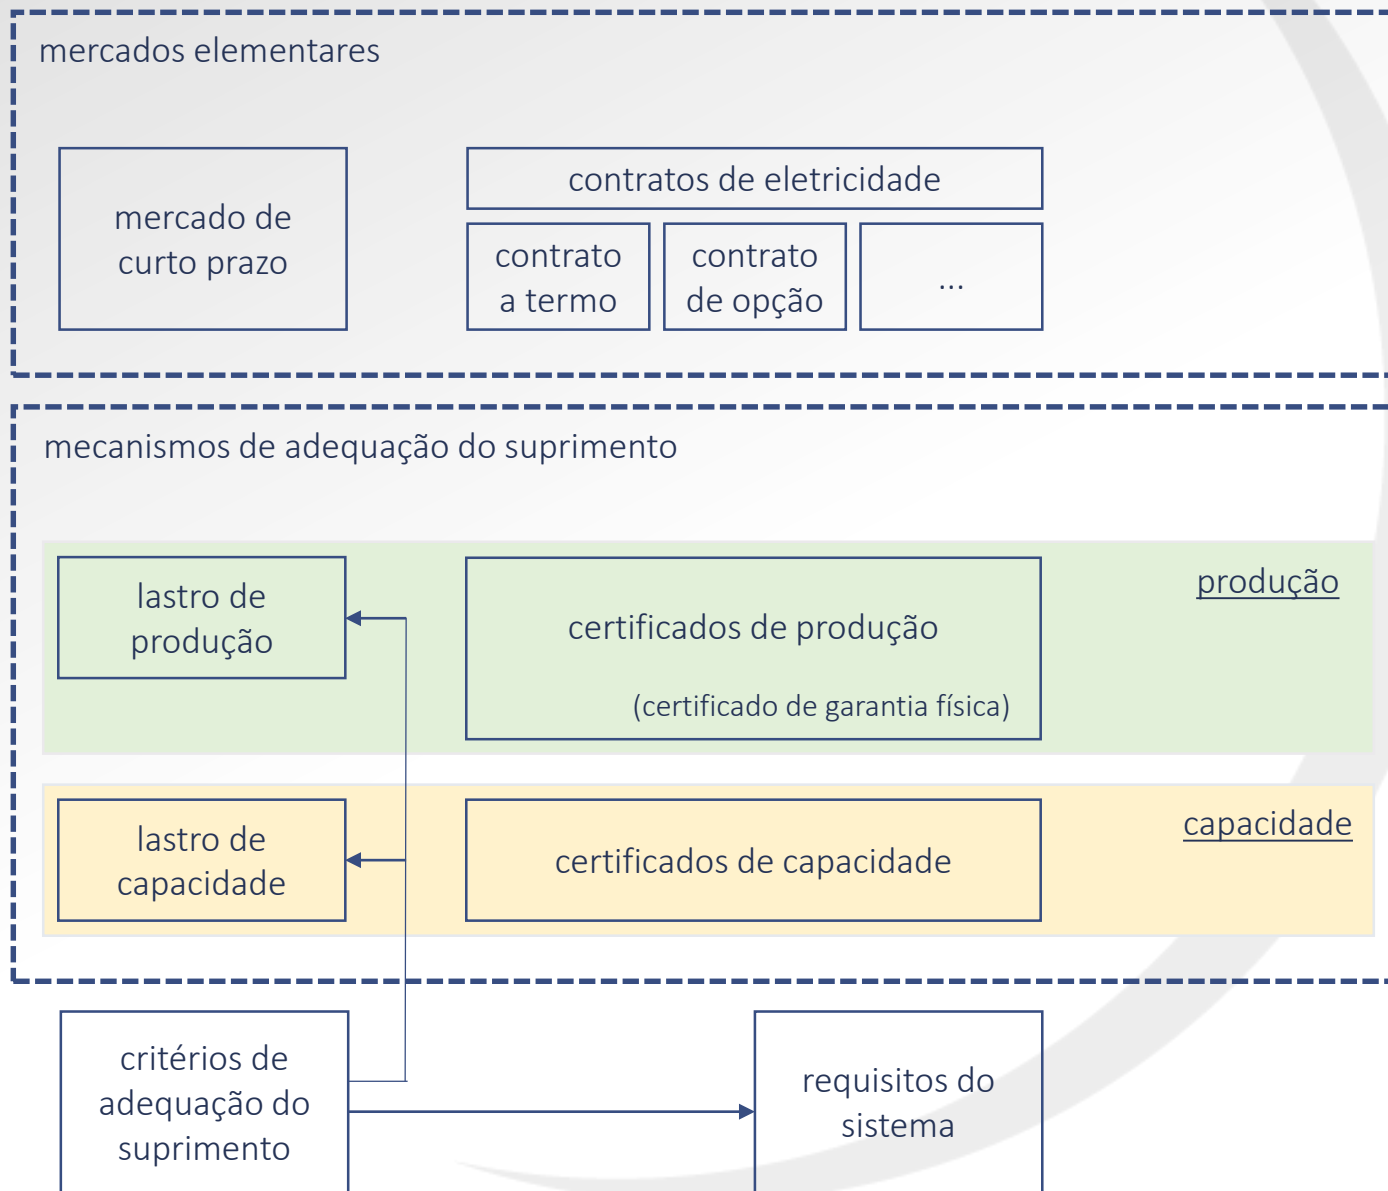 mercados elementares
mercado de
curto prazo
contratos de eletricidade
contrato
a termo
contrato
de opção
...
mecanismos de adequação do suprimento
lastro de
produção
certificados de produção
(certificado de garantia física)
produção
lastro de
capacidade
certificados de capacidade
capacidade
critérios de
adequação do
suprimento
requisitos do
sistema